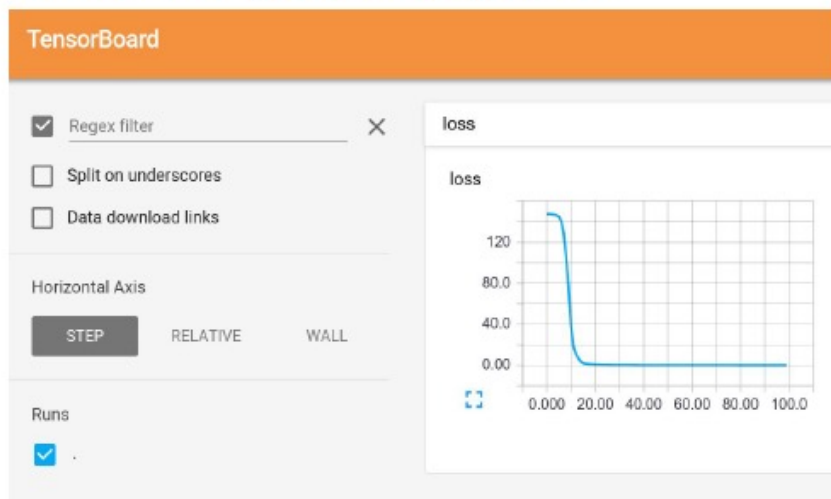 TensorBoard
Regex filter
Split on underscores
Data download links
Horizontal Axis
STEP RELATIVE WALL
Runs
.
loss
loss
120
80.0
40.0
0.00
0.000 20.00 40.00 60.00 80.00 100.0